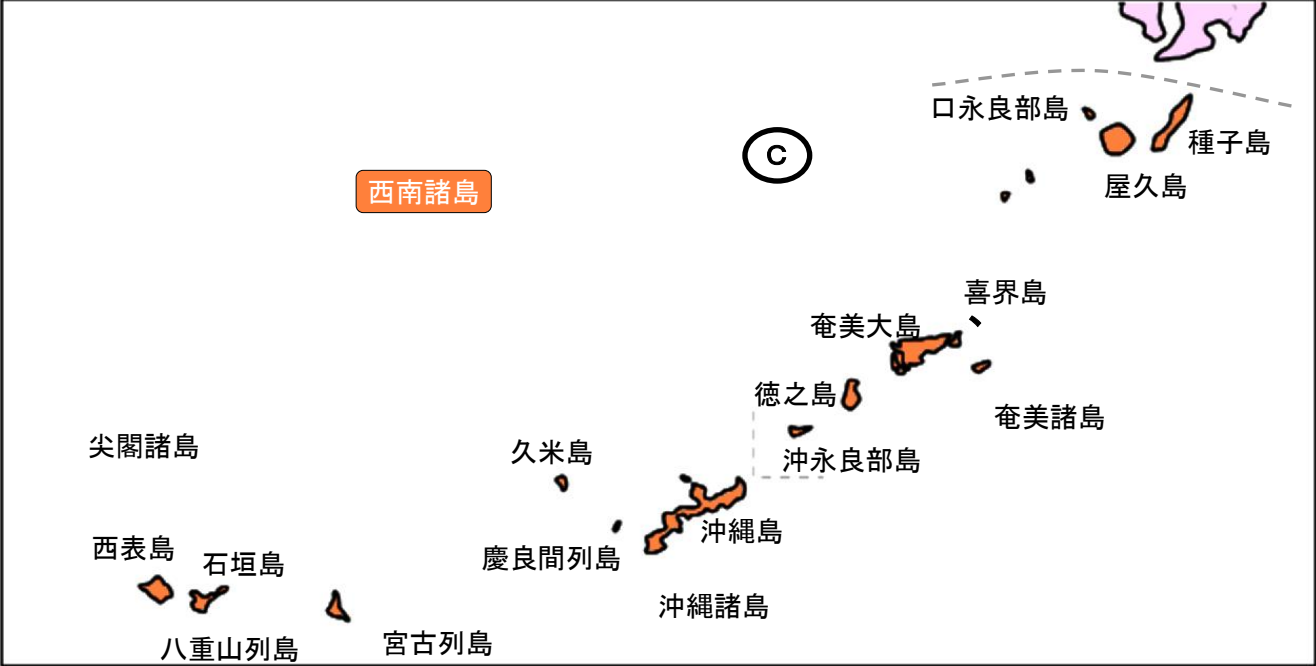 口永良部島
種子島
C
屋久島
西南諸島
喜界島
奄美大島
徳之島
奄美諸島
尖閣諸島
久米島
沖永良部島
沖縄島
西表島
石垣島
慶良間列島
沖縄諸島
八重山列島
宮古列島